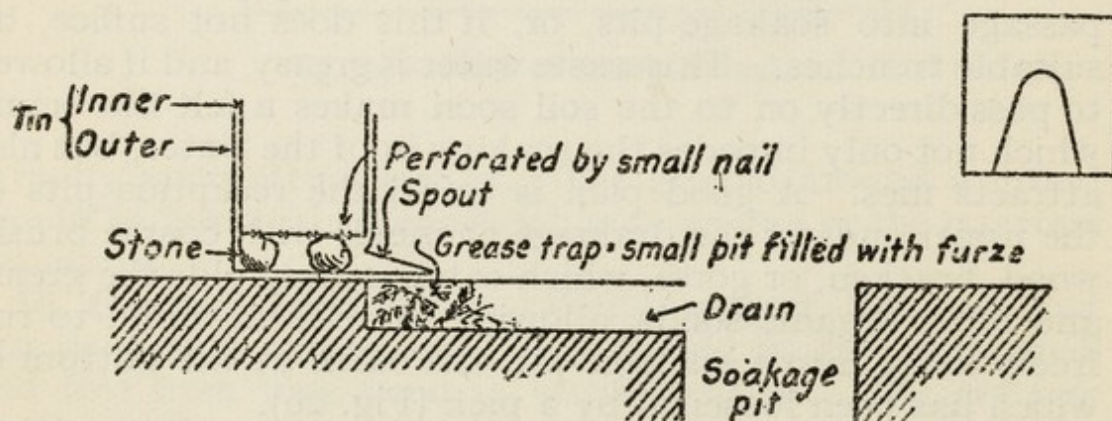 Tin
Inner
Outer
Perforated by small nail
Spout
Stone
Grease trap・small pit filled with furze
Drain
Soakage
pit